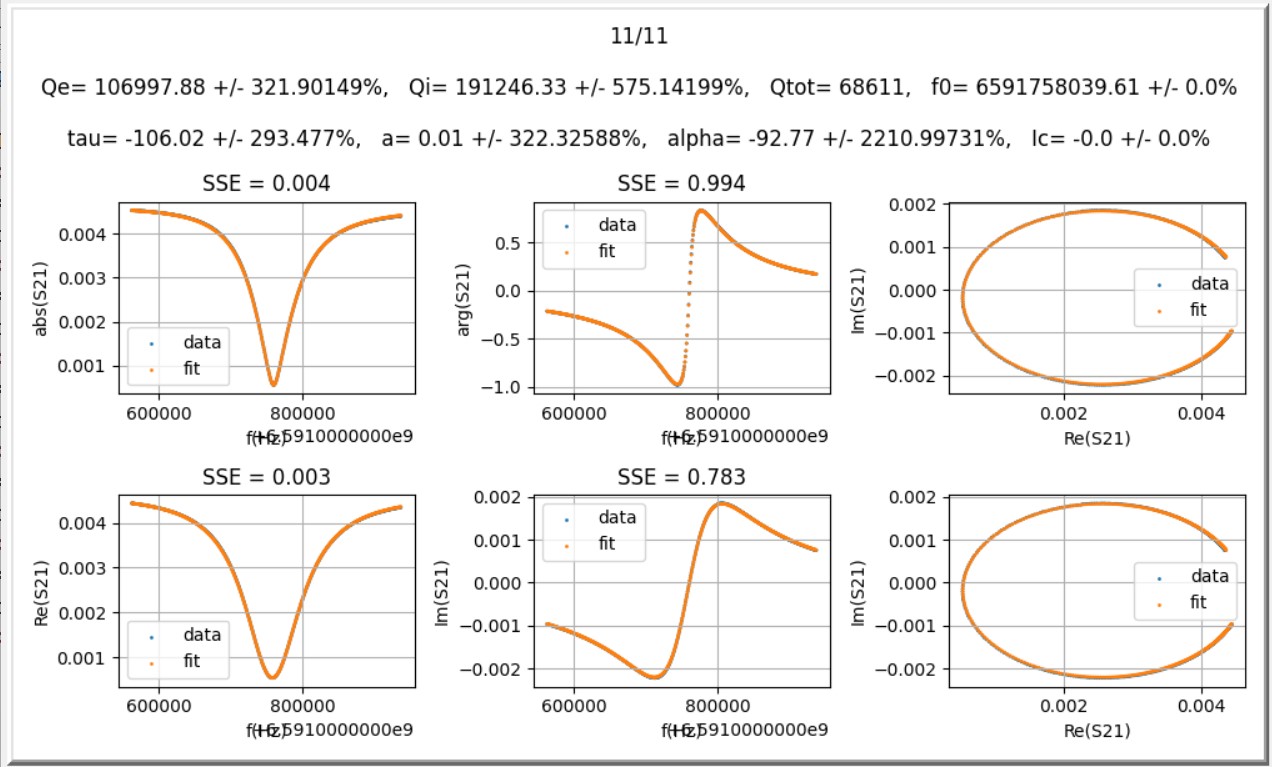 11/11
Qe= 106997.88 +/- 321.90149%, Qi= 191246.33 +/- 575.14199%, Qtot= 68611, f0= 6591758039.61 +/- 0.0%
tau= -106.02 +/- 293.477%, a= 0.01 +/- 322.32588%, alpha= -92.77 +/- 2210.99731%, Ic= -0.0 +/- 0.0%
SSE = 0.004
abs(S21)
0.004
0.003
0.002
0.001
data
fit
600000 800000
f(Hz)
+6.5910000000e9
SSE = 0.994
arg(S21)
0.5
0.0
−0.5
−1.0
data
fit
600000 800000
f(Hz)
+6.5910000000e9
Im(S21)
0.002
0.001
0.000
−0.001
−0.002
data
fit
0.002 0.004
Re(S21)
SSE = 0.003
Re(S21)
0.004
0.003
0.002
0.001
data
fit
600000 800000
f(Hz)
+6.5910000000e9
SSE = 0.783
Im(S21)
0.002
0.001
0.000
−0.001
−0.002
data
fit
600000 800000
f(Hz)
+6.5910000000e9
Im(S21)
0.002
0.001
0.000
−0.001
−0.002
data
fit
0.002 0.004
Re(S21)